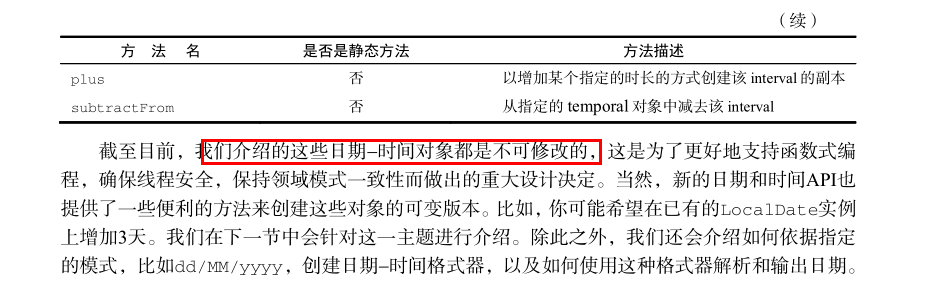 （续）
方 法 名 是否是静态方法 方法描述
plus 否 以增加某个指定的时长的方式创建该 interval 的副本
subtractFrom 否 从指定的 temporal 对象中减去该 interval
截至目前，我们介绍的这些日期–时间对象都是不可修改的，这是为了更好地支持函数式编
程，确保线程安全，保持领域模式一致性而做出的重大设计决定。当然，新的日期和时间API也
提供了一些便利的方法来创建这些对象的可变版本。比如，你可能希望在已有的LocalDate实例
上增加3天。我们在下一节中会针对这一主题进行介绍。除此之外，我们还会介绍如何依据指定
的模式，比如dd/MM/yyyy，创建日期–时间格式器，以及如何使用这种格式器解析和输出日期。